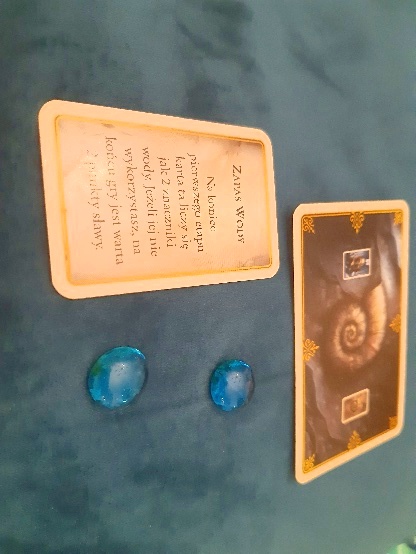 ZAPAS WODY
Na koniec
pierwszego etapu
karta ta liczy się
jak 2 znaczniki
wody. Jeżeli jej nie
wykorzystasz, na
końcu gry jest warta
punkty sławy.